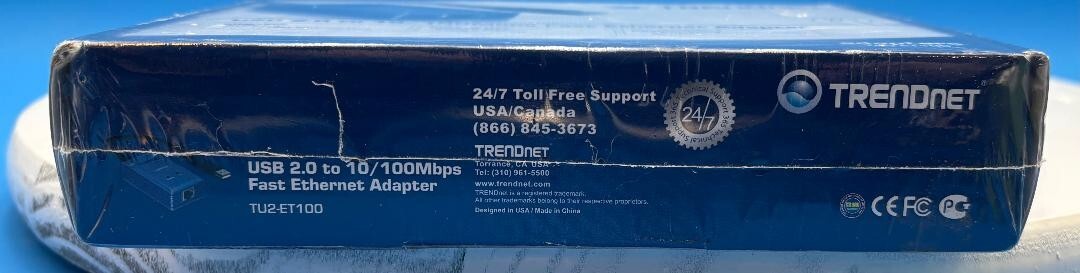 24/7 Toll Free Support
USA/Canada
(866) 845-3673
24/7
TRENDNET
TRENDNET
Torrance, CA USA
Tel: (310) 961-5500
www.trendnet.com
TRENDnet is a registered trademark.
All other trademarks belong to their respective proprietors.
Designed in USA / Made in China
USB 2.0 to 10/100Mbps
Fast Ethernet Adapter
TU2-ET100
CE FC PG